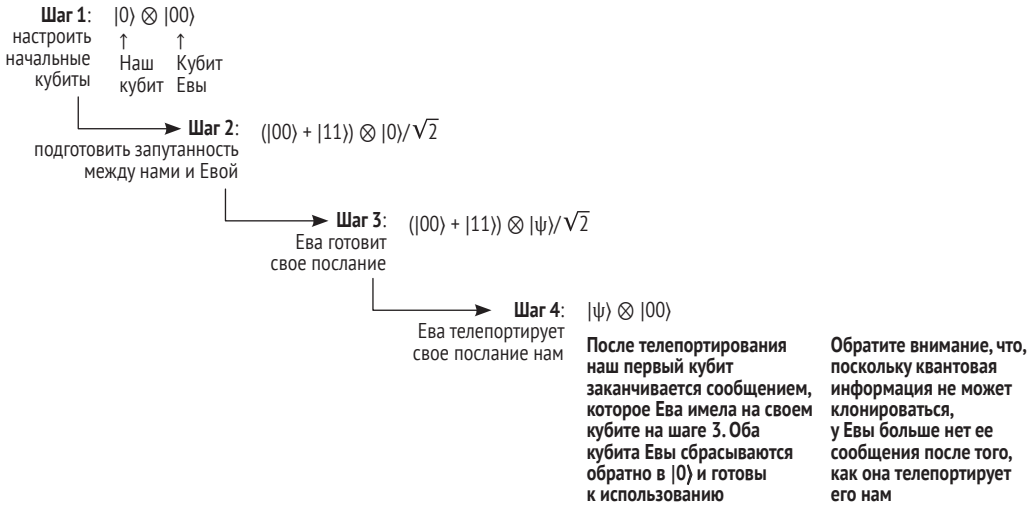 Шаг 1: |0⟩ ⊗ |00⟩
настроить
начальные
кубиты
↑ ↑
Наш Кубит
кубит Евы
Шаг 2: (|00⟩ + |11⟩) ⊗ |0⟩/√2
подготовить запутанность
между нами и Евой
Шаг 3: (|00⟩ + |11⟩) ⊗ |ψ⟩/√2
Ева готовит
свое послание
Шаг 4: |ψ⟩ ⊗ |00⟩
Ева телепортирует
свое послание нам
После телепортирования
наш первый кубит
заканчивается сообщением,
которое Ева имела на своем
кубите на шаге 3. Оба
кубита Евы сбрасываются
обратно в |0⟩ и готовы
к использованию
Обратите внимание, что,
поскольку квантовая
информация не может
клонироваться,
у Евы больше нет ее
сообщения после того,
как она телепортирует
его нам